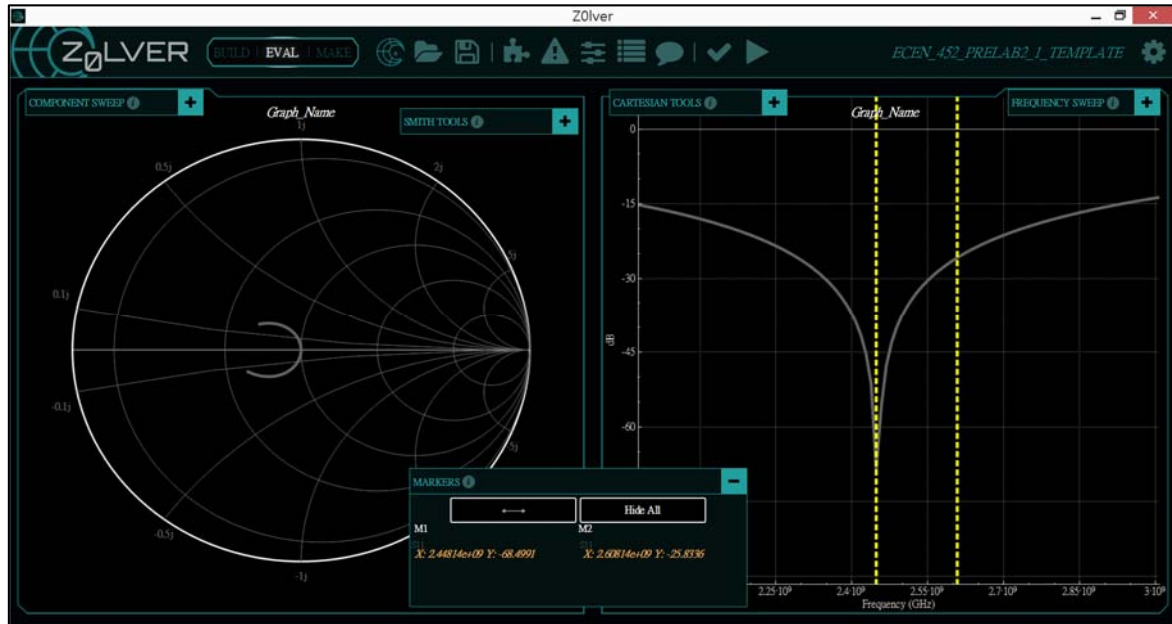 Z0lver
Z0LVER BUILD | EVAL | MAKE ECEN_452_PRELAB2_1_TEMPLATE
COMPONENT SWEEP
Graph_Name
SMITH TOOLS
1j
0.5j
2j
0.1j
5j
-0.1j
-5j
-0.5j
-1j
CARTESIAN TOOLS
Graph_Name
FREQUENCY SWEEP
0
-15
-30
dB
-45
-60
2.25·10⁹ 2.4·10⁹ 2.55·10⁹ 2.7·10⁹ 2.85·10⁹ 3·10⁹
Frequency (GHz)
MARKERS
Hide All
M1 M2
X: 2.44814e+09 Y: -68.4991 X: 2.60814e+09 Y: -25.8336